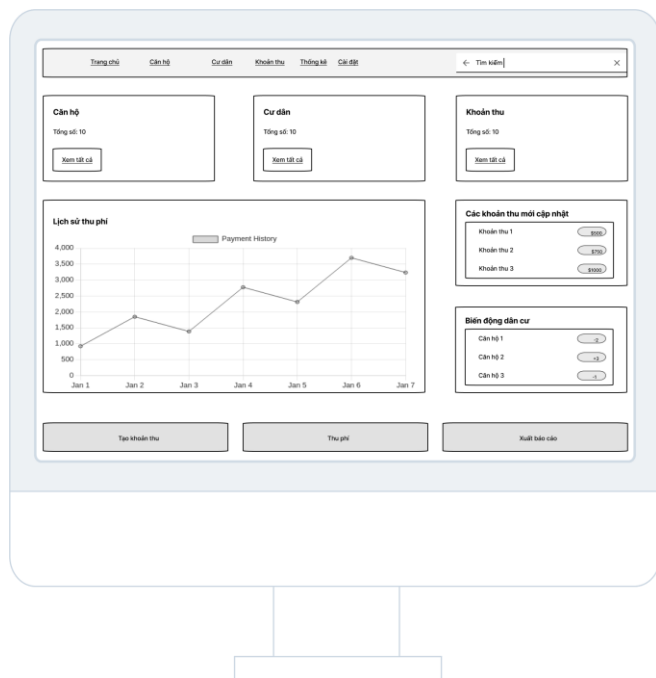 Trang chủ Căn hộ Cư dân Khoản thu Thống kê Cài đặt Tìm kiếm
Căn hộ
Tổng số: 10
Xem tất cả
Cư dân
Tổng số: 10
Xem tất cả
Khoản thu
Tổng số: 10
Xem tất cả
Lịch sử thu phí
Payment History
4,000
3,500
3,000
2,500
2,000
1,500
1,000
500
0
Jan 1 Jan 2 Jan 3 Jan 4 Jan 5 Jan 6 Jan 7
Các khoản thu mới cập nhật
Khoản thu 1 $500
Khoản thu 2 $750
Khoản thu 3 $1000
Biến động dân cư
Căn hộ 1 -2
Căn hộ 2 +3
Căn hộ 3 -1
Tạo khoản thu Thu phí Xuất báo cáo